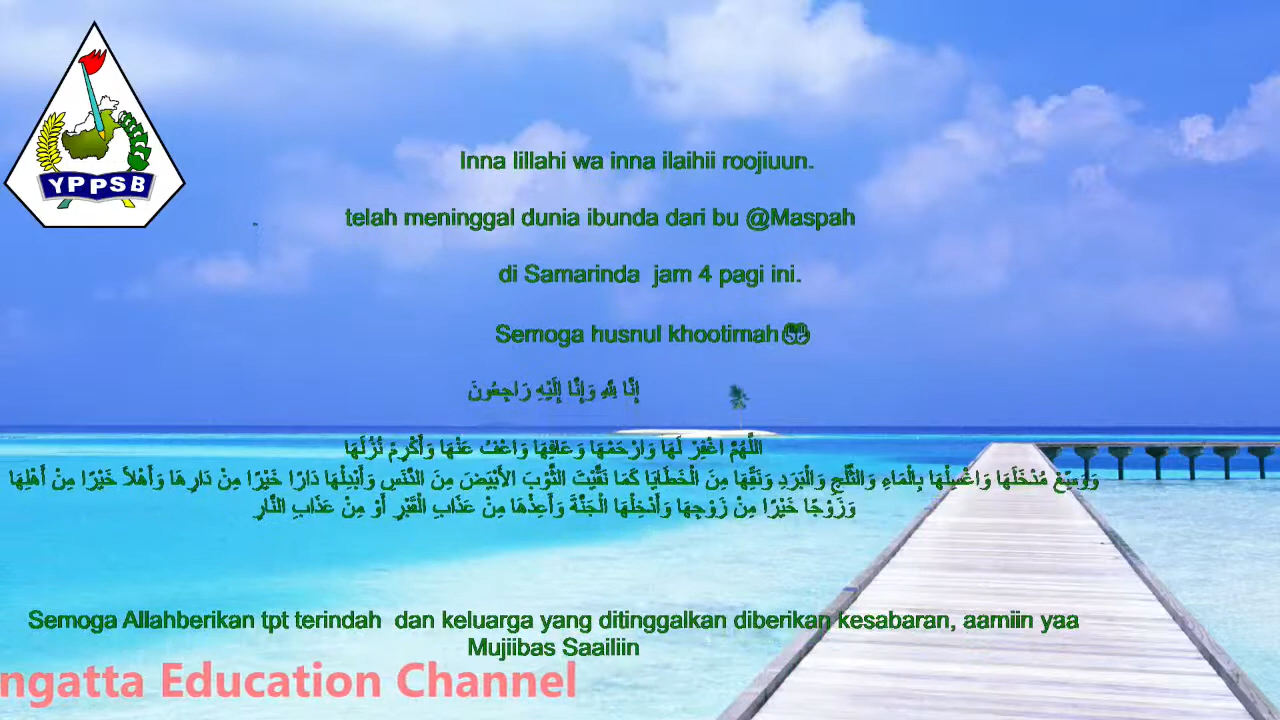 YPPSB
Inna lillahi wa inna ilaihii roojiuun.
telah meninggal dunia ibunda dari bu @Maspah
di Samarinda  jam 4 pagi ini.
Semoga husnul khootimah
إِنَّا لِلَّهِ وَإِنَّا إِلَيْهِ رَاجِعُونَ
اللَّهُمَّ اغْفِرْ لَهَا وَارْحَمْهَا وَعَافِهَا وَاعْفُ عَنْهَا وَأَكْرِمْ نُزُلَهَا
وَوَسِّعْ مُدْخَلَهَا وَاغْسِلْهَا بِالْمَاءِ وَالثَّلْجِ وَالْبَرَدِ وَنَقِّهَا مِنَ الْخَطَايَا كَمَا نَقَّيْتَ الثَّوْبَ الأَبْيَضَ مِنَ الدَّنَسِ وَأَبْدِلْهَا دَارًا خَيْرًا مِنْ دَارِهَا وَأَهْلاً خَيْرًا مِنْ أَهْلِهَا
وَزَوْجًا خَيْرًا مِنْ زَوْجِهَا وَأَدْخِلْهَا الْجَنَّةَ وَأَعِذْهَا مِنْ عَذَابِ الْقَبْرِ أَوْ مِنْ عَذَابِ النَّارِ
Semoga Allahberikan tpt terindah  dan keluarga yang ditinggalkan diberikan kesabaran, aamiin yaa
Mujiibas Saailiin
ngatta Education Channel